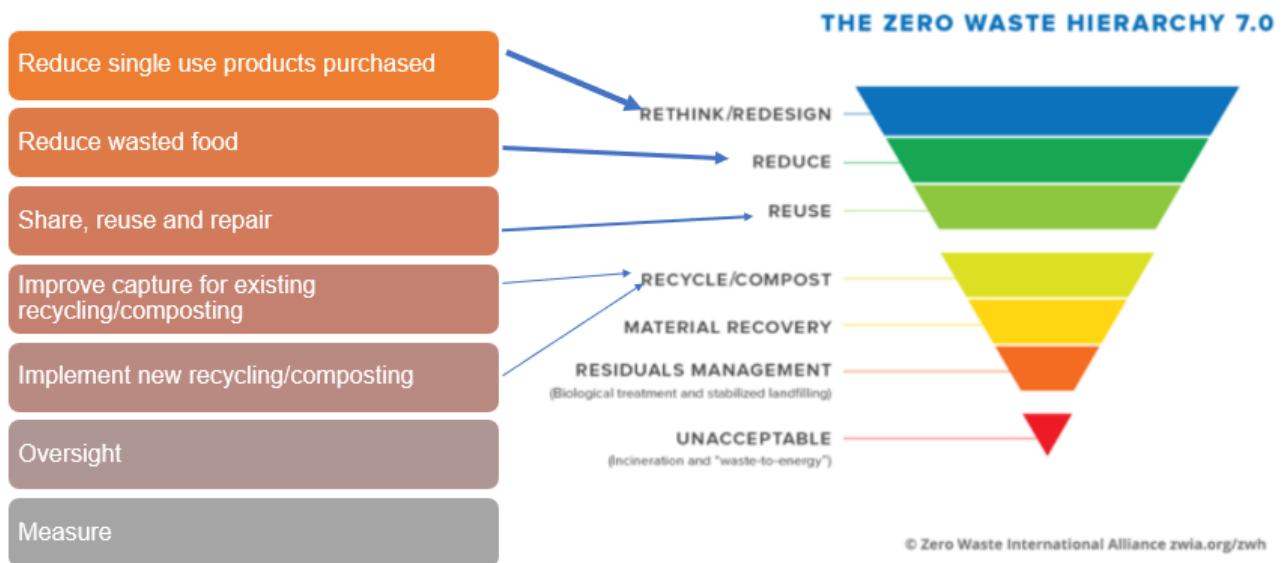 THE ZERO WASTE HIERARCHY 7.0
Reduce single use products purchased
Reduce wasted food
Share, reuse and repair
Improve capture for existing
recycling/composting
Implement new recycling/composting
Oversight
Measure
RETHINK/REDESIGN
REDUCE
REUSE
RECYCLE/COMPOST
MATERIAL RECOVERY
RESIDUALS MANAGEMENT
(Biological treatment and stabilized landfilling)
UNACCEPTABLE
(Incineration and "waste-to-energy")
© Zero Waste International Alliance zwia.org/zwh